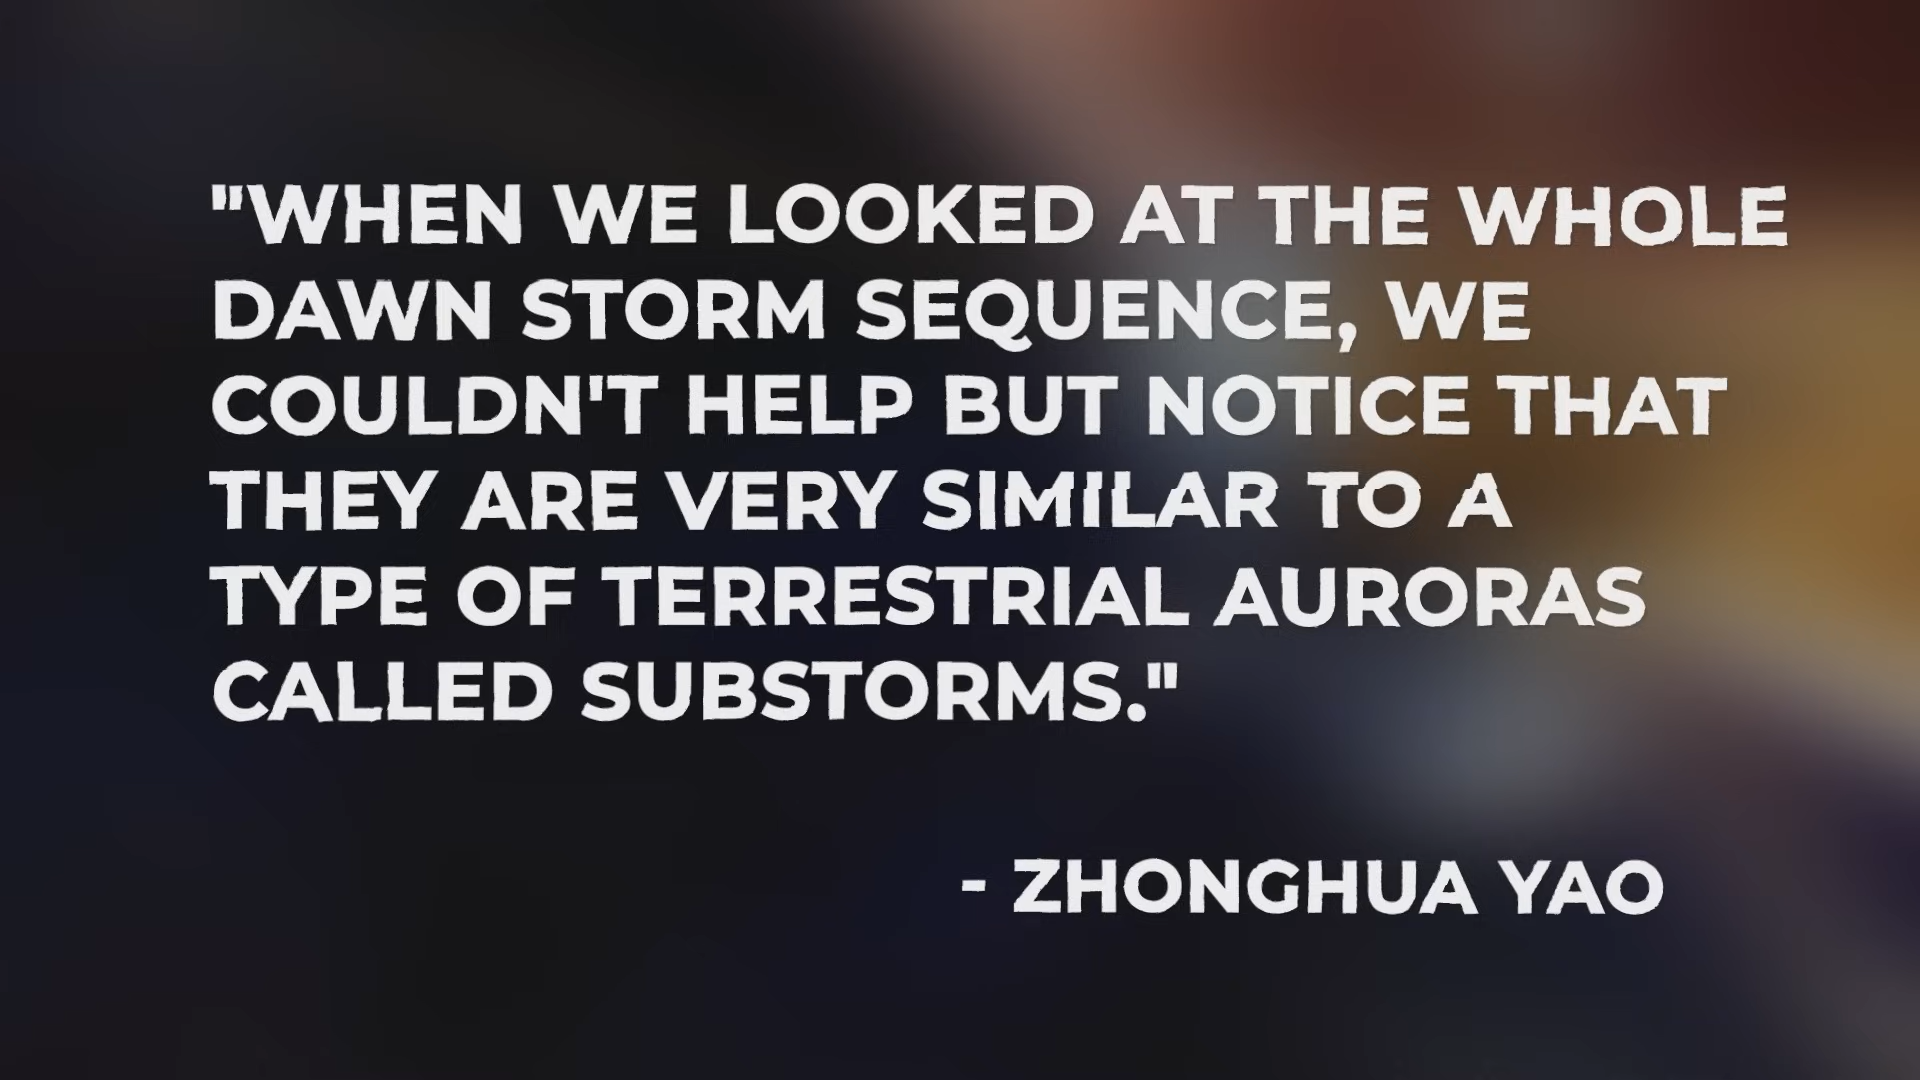 "WHEN WE LOOKED AT THE WHOLE
DAWN STORM SEQUENCE, WE
COULDN'T HELP BUT NOTICE THAT
THEY ARE VERY SIMILAR TO A
TYPE OF TERRESTRIAL AURORAS
CALLED SUBSTORMS."
- ZHONGHUA YAO